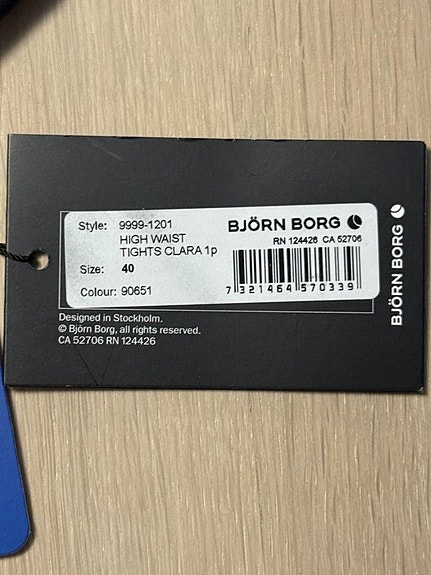 Style: 9999-1201
HIGH WAIST
TIGHTS CLARA 1p
Size: 40
Colour: 90651
BJÖRN BORG
RN 124426 CA 52706
7 321464 570339
Designed in Stockholm.
© Björn Borg, all rights reserved.
CA 52706 RN 124426
BJÖRN BORG